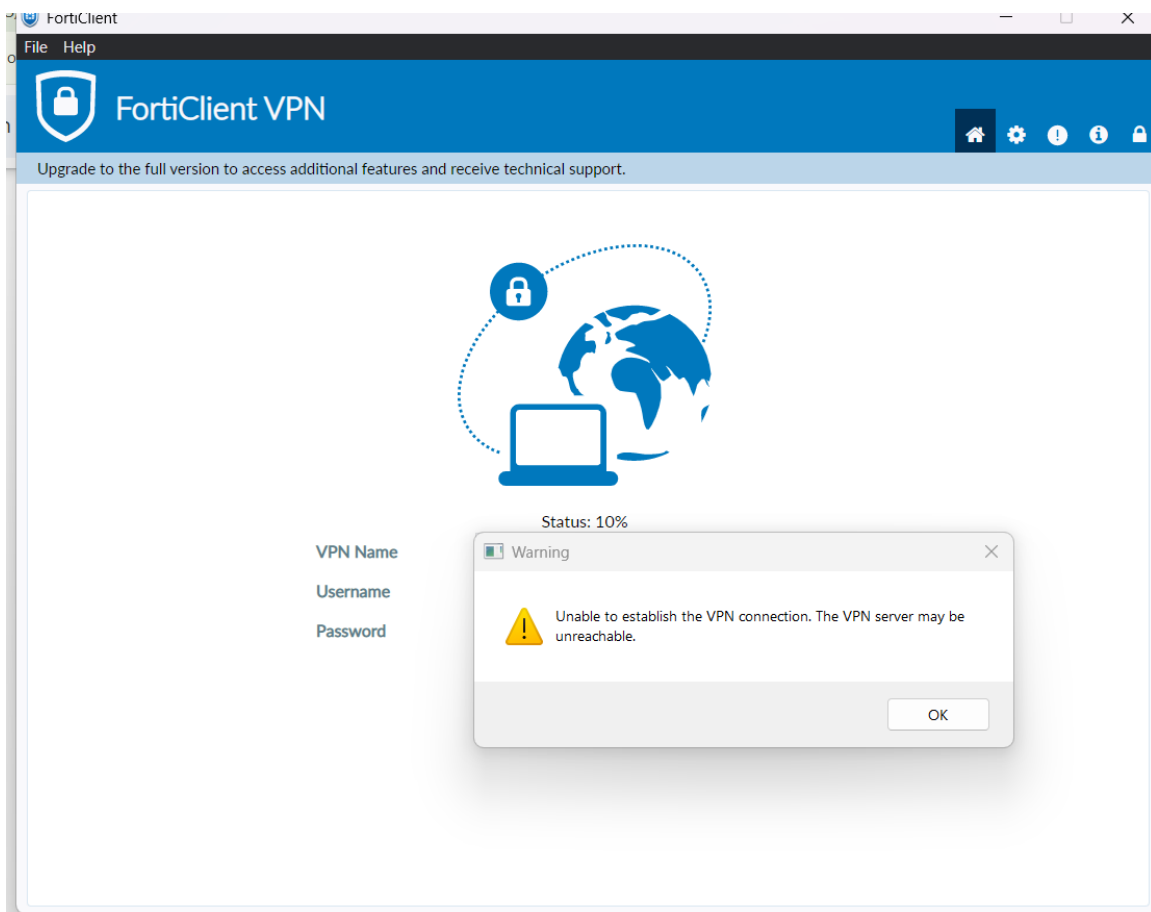 FortiClient
File Help
FortiClient VPN
Upgrade to the full version to access additional features and receive technical support.
Status: 10%
VPN Name
Warning
Username
Unable to establish the VPN connection. The VPN server may be
unreachable.
Password
OK